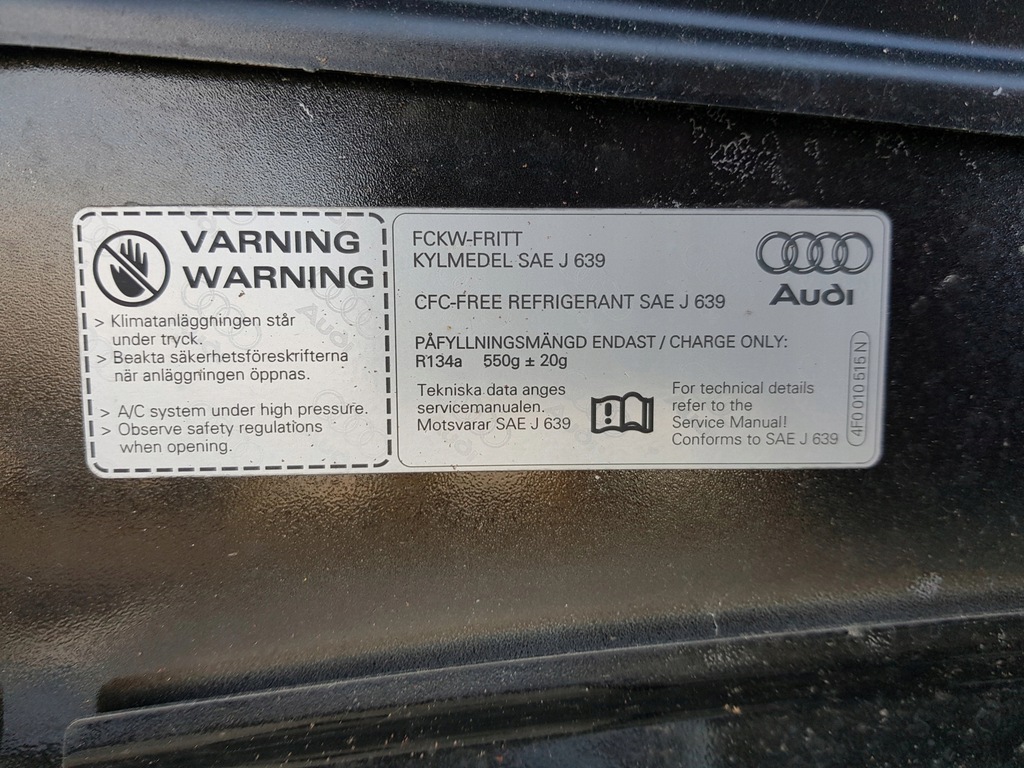 VARNING
WARNING
> Klimatanläggningen står
under tryck.
> Beakta säkerhetsföreskrifterna
när anläggningen öppnas.
> A/C system under high pressure.
> Observe safety regulations
when opening.
FCKW-FRITT
KYLMEDEL SAE J 639
CFC-FREE REFRIGERANT SAE J 639
PÅFYLLNINGSMÄNGD ENDAST / CHARGE ONLY:
R134a 550g ± 20g
Tekniska data anges
servicemanualen.
Motsvarar SAE J 639
For technical details
refer to the
Service Manual!
Conforms to SAE J 639
Audi
4F0 010 515 N